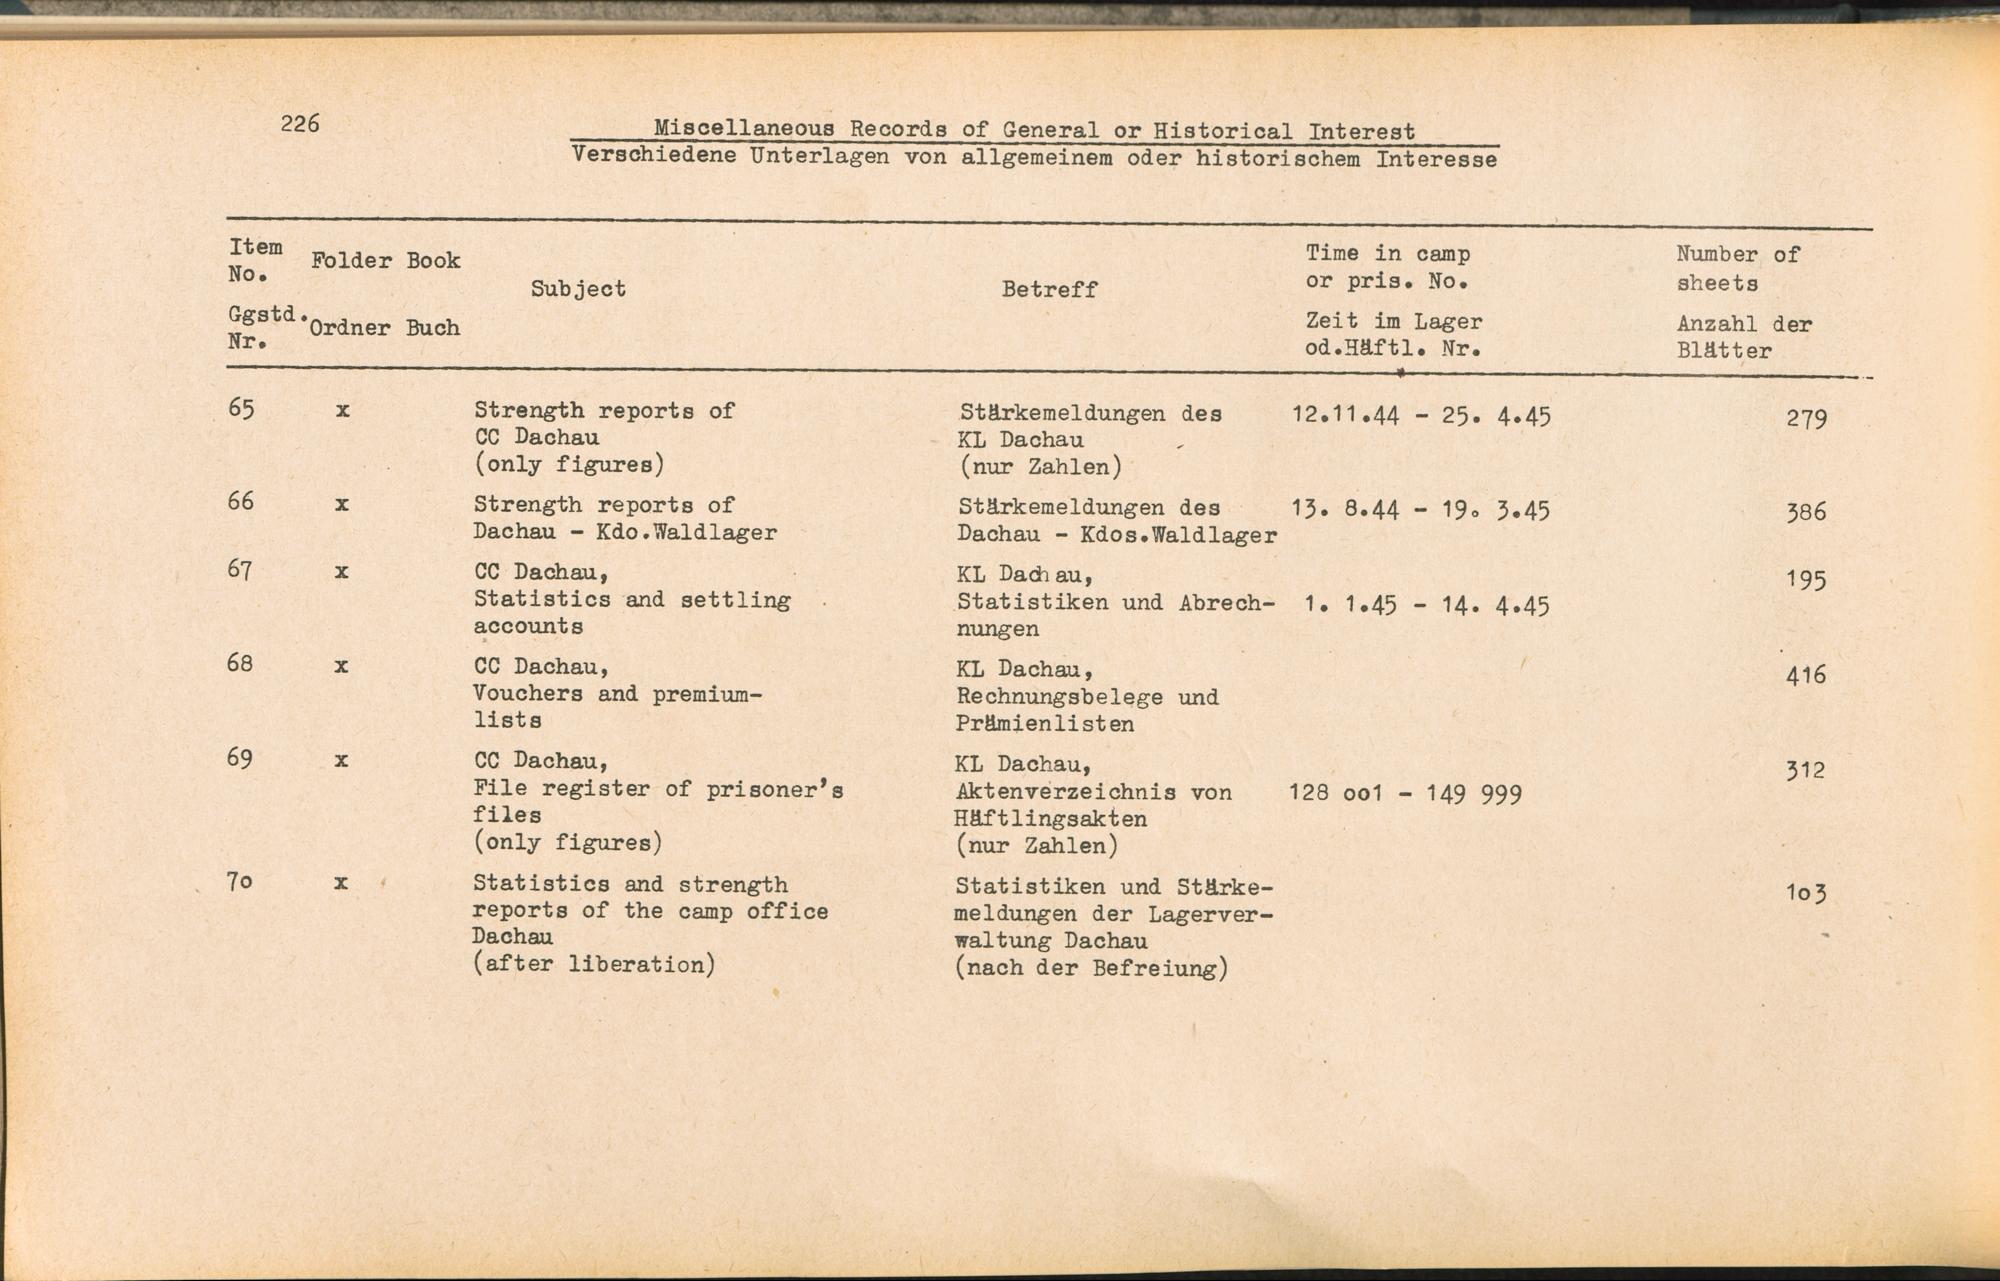 226
Miscellaneous Records of General or Historical Interest
Verschiedene Unterlagen von allgemeinem oder historischem Interesse
Item No. Folder Book Subject Betreff Time in camp or pris. No. Number of sheets
Ggstd. Nr. Ordner Buch Zeit im Lager od.Häftl. Nr. Anzahl der Blätter
65 x Strength reports of Stärkemeldungen des 12.11.44 - 25. 4.45 279
CC Dachau KL Dachau
(only figures) (nur Zahlen)
66 x Strength reports of Stärkemeldungen des 13. 8.44 - 19. 3.45 386
Dachau - Kdo.Waldlager Dachau - Kdos.Waldlager
67 x CC Dachau, KL Dachau, 195
Statistics and settling Statistiken und Abrech- 1. 1.45 - 14. 4.45
accounts nungen
68 x CC Dachau, KL Dachau, 416
Vouchers and premium- Rechnungsbelege und
lists Prämienlisten
69 x CC Dachau, KL Dachau, 312
File register of prisoner's Aktenverzeichnis von 128 oo1 - 149 999
files Häftlingsakten
(only figures) (nur Zahlen)
7o x Statistics and strength Statistiken und Stärke- 1o3
reports of the camp office meldungen der Lagerver-
Dachau waltung Dachau
(after liberation) (nach der Befreiung)